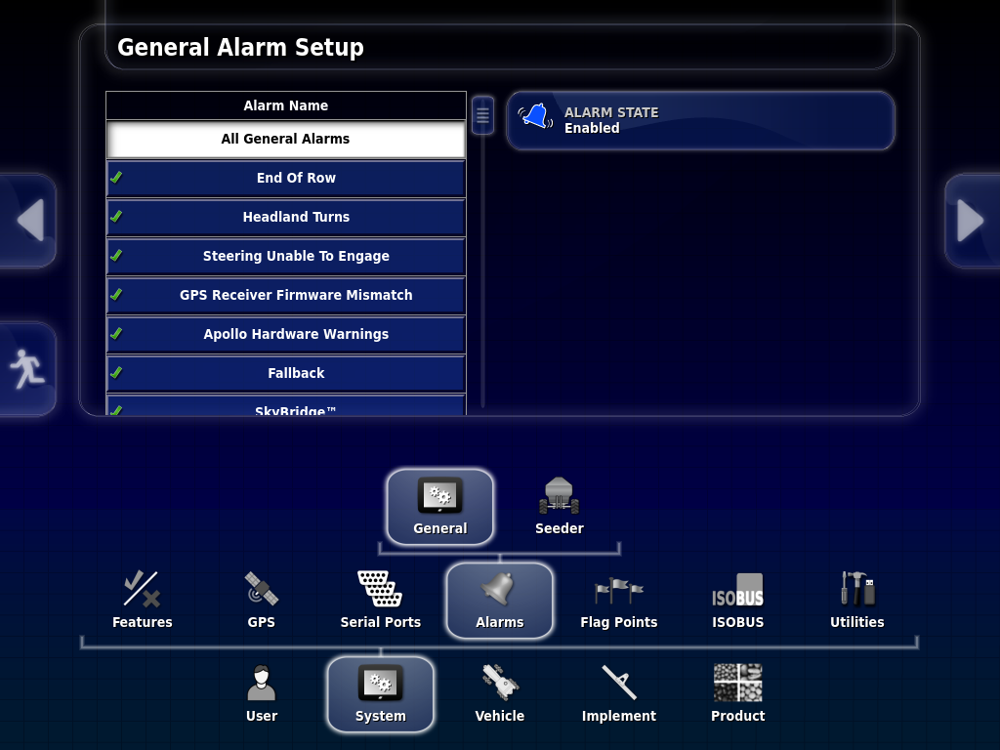 General Alarm Setup
Alarm Name
All General Alarms
End Of Row
Headland Turns
Steering Unable To Engage
GPS Receiver Firmware Mismatch
Apollo Hardware Warnings
Fallback
SkyBridge™
ALARM STATE
Enabled
General
Seeder
Features
GPS
Serial Ports
Alarms
Flag Points
ISOBUS
ISOBUS
Utilities
User
System
Vehicle
Implement
Product